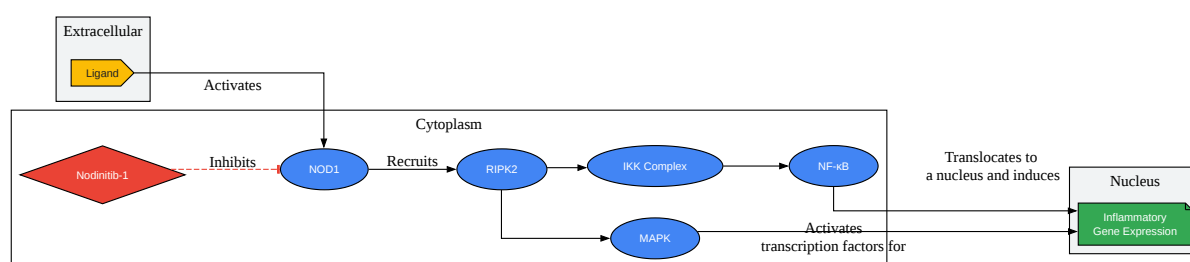 Extracellular
Ligand
Activates
Cytoplasm
Nodinitib-1
Inhibits
NOD1
Recruits
RIPK2
IKK Complex
NF-κB
Translocates to
a nucleus and induces
Nucleus
Inflammatory
Gene Expression
MAPK
Activates
transcription factors for